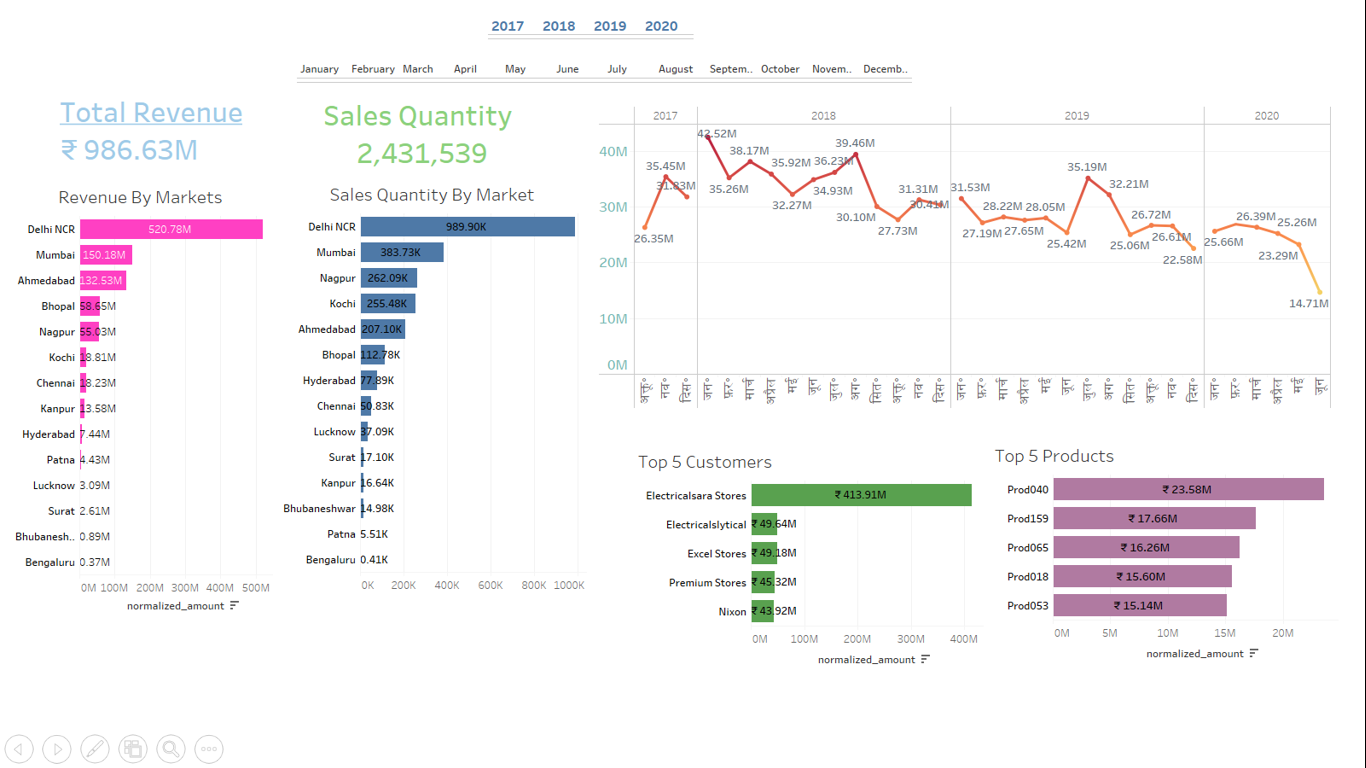 2017 2018 2019 2020
January February March April May June July August Septem.. October Novem.. Decemb..
Total Revenue
₹ 986.63M
Sales Quantity
2,431,539
Revenue By Markets
Delhi NCR 520.78M
Mumbai 150.18M
Ahmedabad 132.53M
Bhopal 58.65M
Nagpur 55.03M
Kochi 18.81M
Chennai 18.23M
Kanpur 13.58M
Hyderabad 7.44M
Patna 4.43M
Lucknow 3.09M
Surat 2.61M
Bhubanesh.. 0.89M
Bengaluru 0.37M
0M 100M 200M 300M 400M 500M
normalized_amount
Sales Quantity By Market
Delhi NCR 989.90K
Mumbai 383.73K
Nagpur 262.09K
Kochi 255.48K
Ahmedabad 207.10K
Bhopal 112.78K
Hyderabad 77.89K
Chennai 50.83K
Lucknow 37.09K
Surat 17.10K
Kanpur 16.64K
Bhubaneshwar 14.98K
Patna 5.51K
Bengaluru 0.41K
0K 200K 400K 600K 800K 1000K
2017 2018 2019 2020
40M
30M
20M
10M
0M
26.35M 35.45M 31.83M
42.52M 35.26M 38.17M 35.92M 32.27M 34.93M 36.23M 39.46M 30.10M 27.73M 31.31M 30.41M
31.53M 27.19M 28.22M 27.65M 28.05M 25.42M 35.19M 32.21M 25.06M 26.72M 26.61M 22.58M
25.66M 26.39M 25.26M 23.29M 14.71M
अक्तू॰ नव॰ दिस॰ जन॰ फ़र॰ मार्च अप्रैल मई जून जुल॰ अग॰ सित॰ अक्तू॰ नव॰ दिस॰ जन॰ फ़र॰ मार्च अप्रैल मई जून जुल॰ अग॰ सित॰ अक्तू॰ नव॰ दिस॰ जन॰ फ़र॰ मार्च अप्रैल मई जून
Top 5 Customers
Electricalsara Stores ₹ 413.91M
Electricalslytical ₹ 49.64M
Excel Stores ₹ 49.18M
Premium Stores ₹ 45.32M
Nixon ₹ 43.92M
0M 100M 200M 300M 400M
normalized_amount
Top 5 Products
Prod040 ₹ 23.58M
Prod159 ₹ 17.66M
Prod065 ₹ 16.26M
Prod018 ₹ 15.60M
Prod053 ₹ 15.14M
0M 5M 10M 15M 20M
normalized_amount